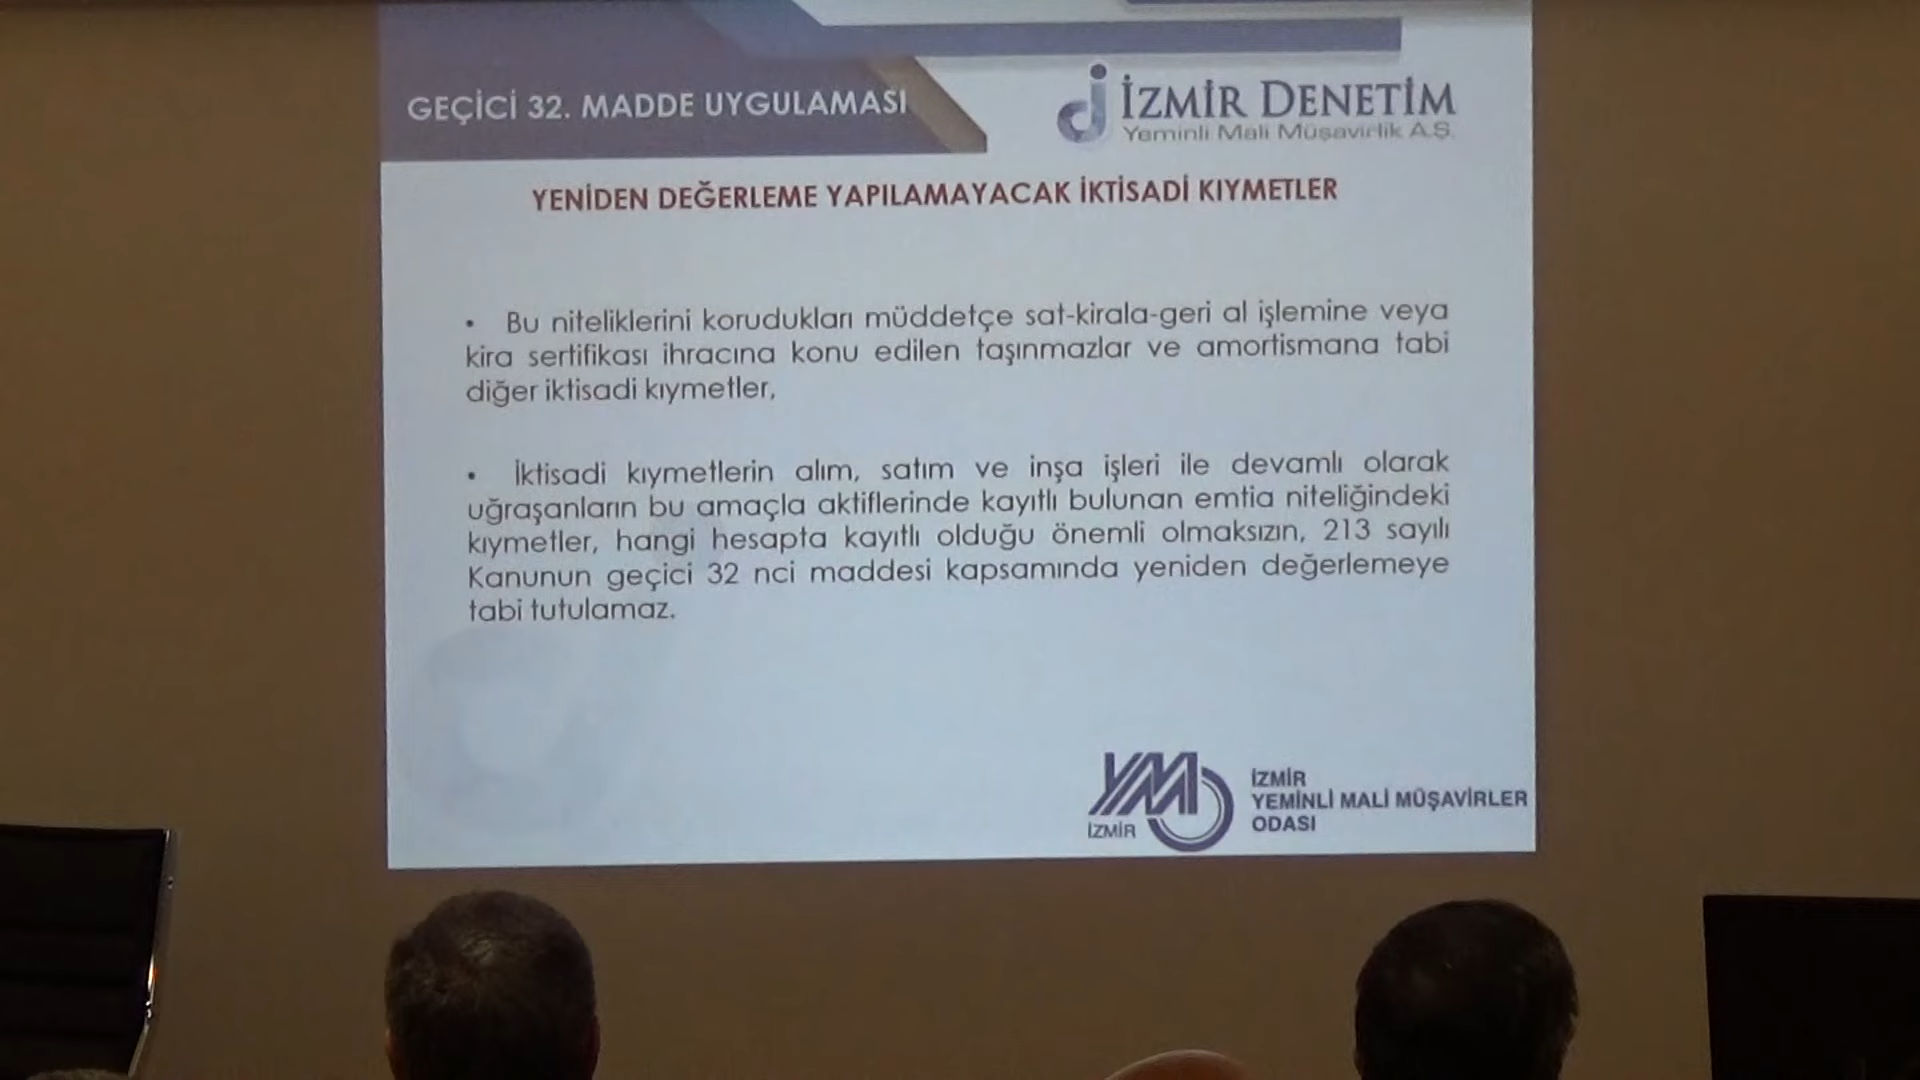 GEÇİCİ 32. MADDE UYGULAMASI
İZMİR DENETİM
Yeminli Mali Müşavirlik A.Ş.
YENİDEN DEĞERLEME YAPILAMAYACAK İKTİSADİ KIYMETLER
• Bu niteliklerini korudukları müddetçe sat-kirala-geri al işlemine veya
kira sertifikası ihracına konu edilen taşınmazlar ve amortismana tabi
diğer iktisadi kıymetler,
• İktisadi kıymetlerin alım, satım ve inşa işleri ile devamlı olarak
uğraşanların bu amaçla aktiflerinde kayıtlı bulunan emtia niteliğindeki
kıymetler, hangi hesapta kayıtlı olduğu önemli olmaksızın, 213 sayılı
Kanunun geçici 32 nci maddesi kapsamında yeniden değerlemeye
tabi tutulamaz.
YMMO
İZMİR
İZMİR
YEMİNLİ MALİ MÜŞAVİRLER
ODASI